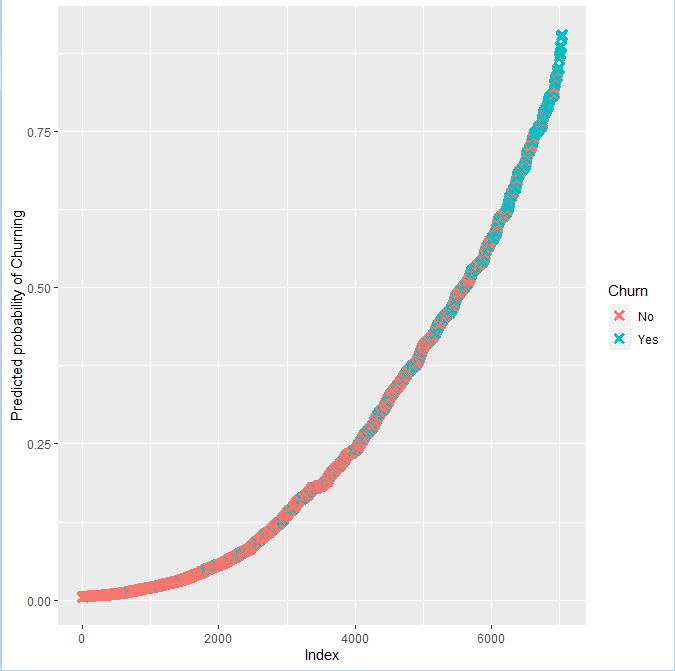 Predicted probability of Churning
0.75
0.50
0.25
0.00
0 2000 4000 6000
Index
Churn
No
Yes